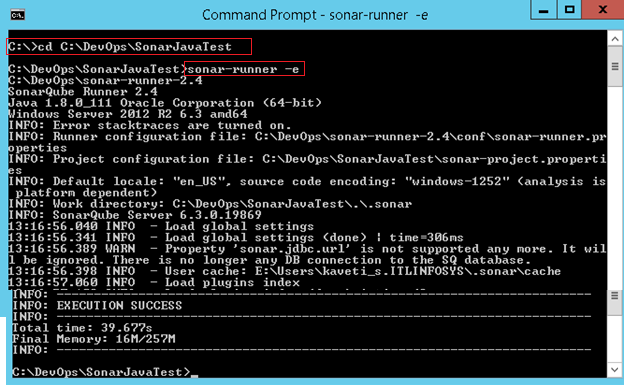 Command Prompt - sonar-runner -e
C:\>cd C:\DevOps\SonarJavaTest
C:\DevOps\SonarJavaTest>sonar-runner -e
C:\DevOps\sonar-runner-2.4
SonarQube Runner 2.4
Java 1.8.0_111 Oracle Corporation (64-bit)
Windows Server 2012 R2 6.3 amd64
INFO: Error stacktraces are turned on.
INFO: Runner configuration file: C:\DevOps\sonar-runner-2.4\conf\sonar-runner.pr
operties
INFO: Project configuration file: C:\DevOps\SonarJavaTest\sonar-project.properti
es
INFO: Default locale: "en_US", source code encoding: "windows-1252" (analysis is
platform dependent)
INFO: Work directory: C:\DevOps\SonarJavaTest\.\.sonar
INFO: SonarQube Server 6.3.0.19869
13:16:56.040 INFO  - Load global settings
13:16:56.341 INFO  - Load global settings (done) | time=306ms
13:16:56.389 WARN  - Property 'sonar.jdbc.url' is not supported any more. It wil
l be ignored. There is no longer any DB connection to the SQ database.
13:16:56.398 INFO  - User cache: E:\Users\kaveti_s.ITLINFOSYS\.sonar\cache
13:16:57.060 INFO  - Load plugins index
INFO: ------------------------------------------------------------------------
INFO: EXECUTION SUCCESS
INFO: ------------------------------------------------------------------------
Total time: 39.677s
Final Memory: 16M/257M
INFO: ------------------------------------------------------------------------
C:\DevOps\SonarJavaTest>_